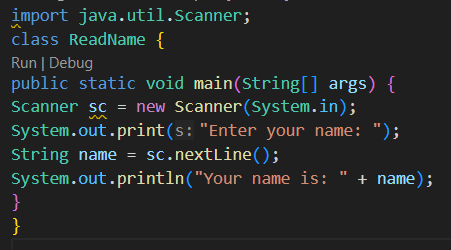 import java.util.Scanner;
class ReadName {
Run | Debug
public static void main(String[] args) {
Scanner sc = new Scanner(System.in);
System.out.print(s: "Enter your name: ");
String name = sc.nextLine();
System.out.println("Your name is: " + name);
}
}